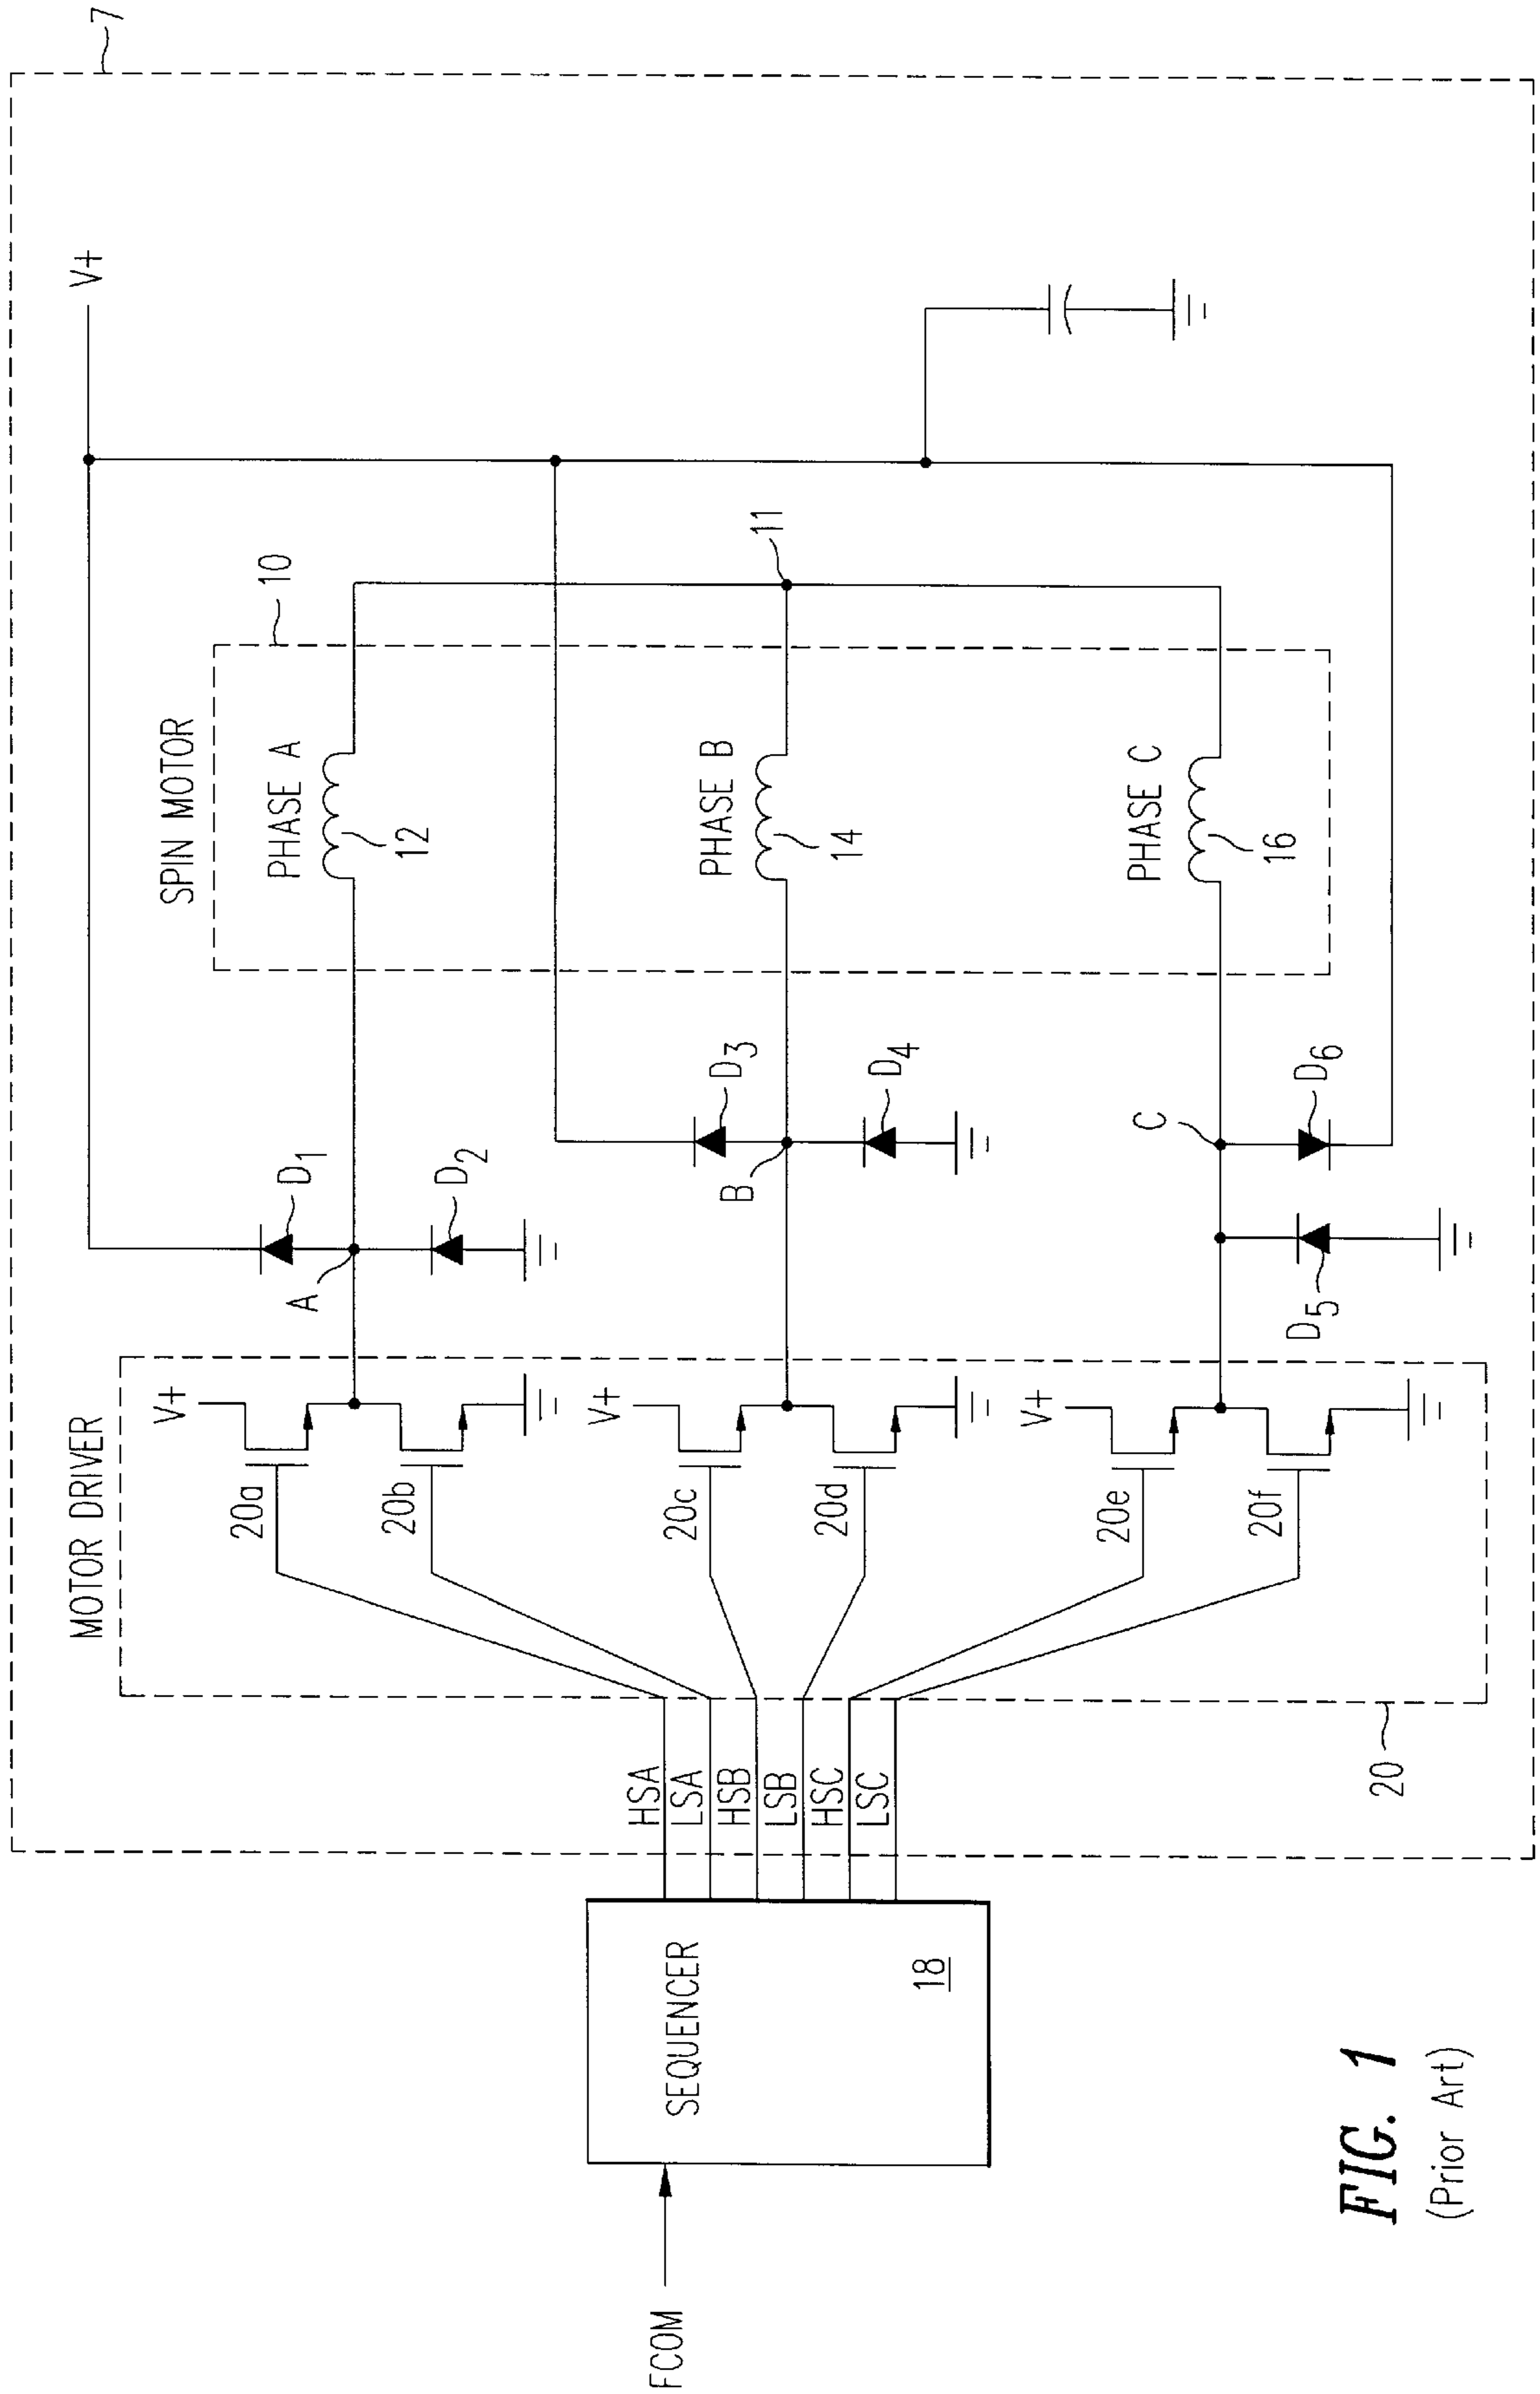 7
V+
SPIN MOTOR
10
PHASE A
12
11
PHASE B
14
PHASE C
16
D1
D2
A
D3
D4
B
C
D6
D5
MOTOR DRIVER
V+
20a
20b
V+
20c
20d
V+
20e
20f
HSA
LSA
HSB
LSB
HSC
LSC
20
SEQUENCER
18
FCOM
FIG. 1
(Prior Art)